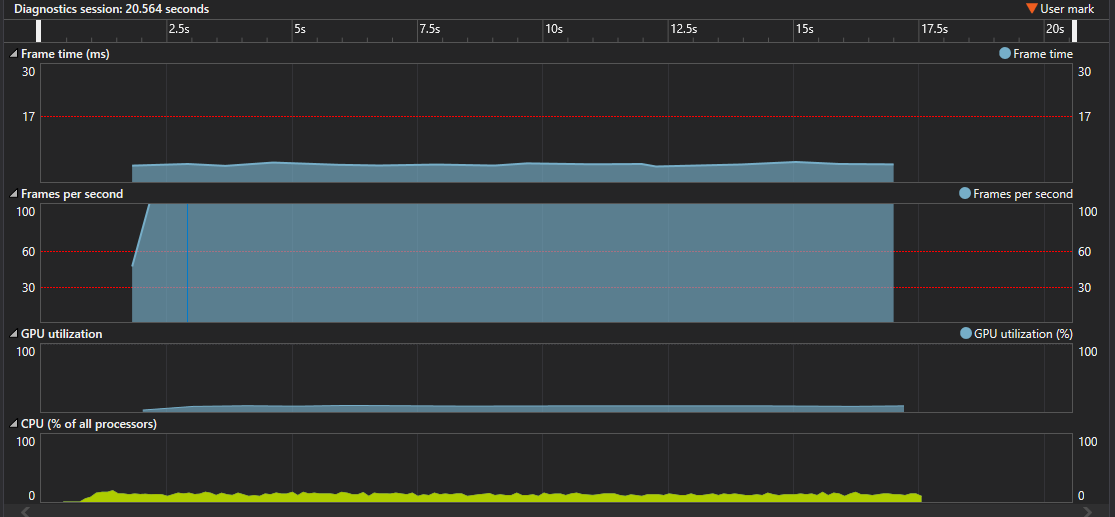 Diagnostics session: 20.564 seconds User mark
2.5s 5s 7.5s 10s 12.5s 15s 17.5s 20s
Frame time (ms) Frame time
30 30
17 17
Frames per second Frames per second
100 100
60 60
30 30
GPU utilization GPU utilization (%)
100 100
CPU (% of all processors)
100 100
0 0